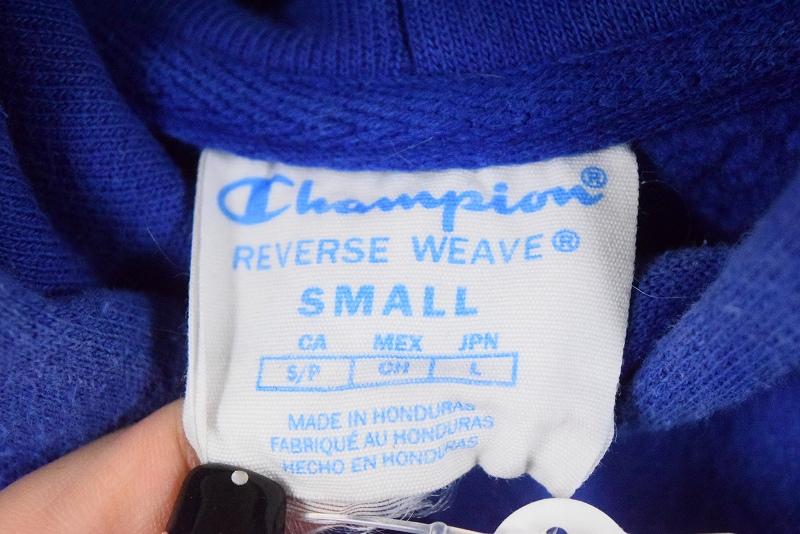 Champion®
REVERSE WEAVE®
SMALL
CA MEX JPN
S/P CH L
MADE IN HONDURAS
FABRIQUÉ AU HONDURAS
HECHO EN HONDURAS